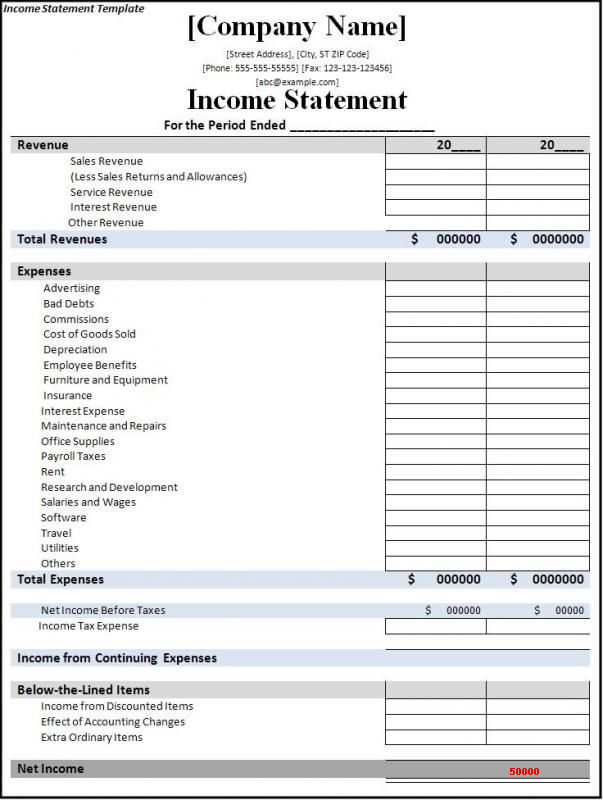 Income Statement Template
[Company Name]
[Street Address], [City, ST ZIP Code]
[Phone: 555-555-55555] [Fax: 123-123-123456]
[abc@example.com]
Income Statement
For the Period Ended ______________________
Revenue 20____ 20____
Sales Revenue
(Less Sales Returns and Allowances)
Service Revenue
Interest Revenue
Other Revenue
Total Revenues $ 000000 $ 0000000
Expenses
Advertising
Bad Debts
Commissions
Cost of Goods Sold
Depreciation
Employee Benefits
Furniture and Equipment
Insurance
Interest Expense
Maintenance and Repairs
Office Supplies
Payroll Taxes
Rent
Research and Development
Salaries and Wages
Software
Travel
Utilities
Others
Total Expenses $ 000000 $ 0000000
Net Income Before Taxes $ 000000 $ 00000
Income Tax Expense
Income from Continuing Expenses
Below-the-Lined Items
Income from Discounted Items
Effect of Accounting Changes
Extra Ordinary Items
Net Income 50000